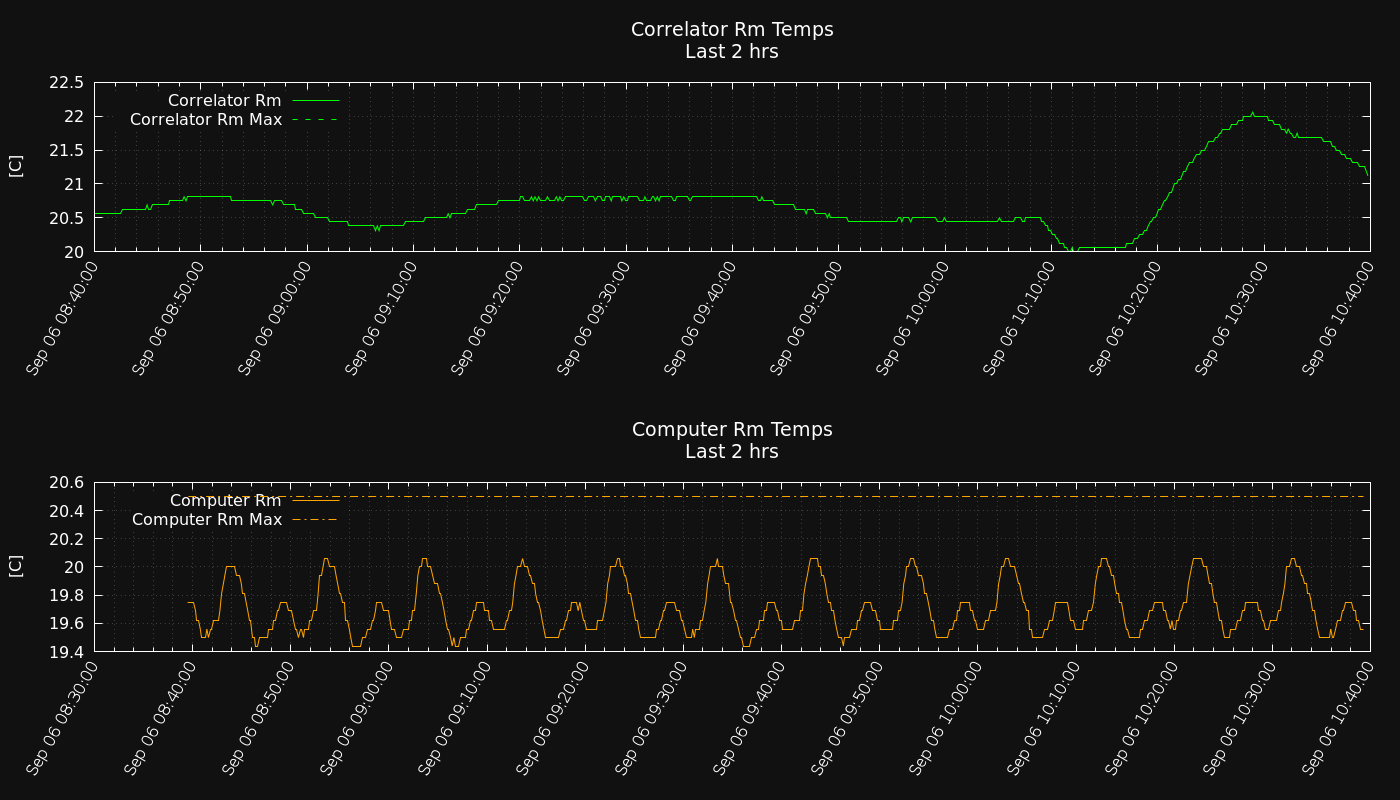 Correlator Rm Temps
Last 2 hrs
22.5
22
21.5
21
20.5
20
[C]
Correlator Rm
Correlator Rm Max
Sep 06 08:40:00
Sep 06 08:50:00
Sep 06 09:00:00
Sep 06 09:10:00
Sep 06 09:20:00
Sep 06 09:30:00
Sep 06 09:40:00
Sep 06 09:50:00
Sep 06 10:00:00
Sep 06 10:10:00
Sep 06 10:20:00
Sep 06 10:30:00
Sep 06 10:40:00
Computer Rm Temps
Last 2 hrs
20.6
20.4
20.2
20
19.8
19.6
19.4
[C]
Computer Rm
Computer Rm Max
Sep 06 08:30:00
Sep 06 08:40:00
Sep 06 08:50:00
Sep 06 09:00:00
Sep 06 09:10:00
Sep 06 09:20:00
Sep 06 09:30:00
Sep 06 09:40:00
Sep 06 09:50:00
Sep 06 10:00:00
Sep 06 10:10:00
Sep 06 10:20:00
Sep 06 10:30:00
Sep 06 10:40:00